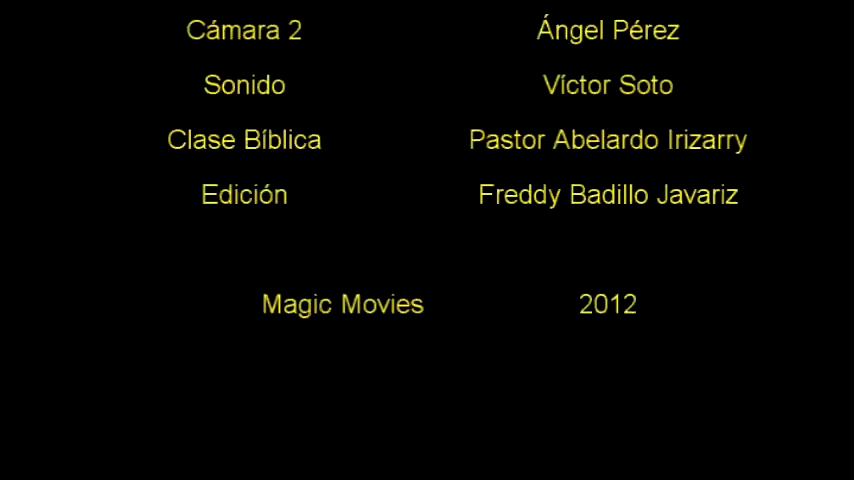 Cámara 2 Ángel Pérez
Sonido Víctor Soto
Clase Bíblica Pastor Abelardo Irizarry
Edición Freddy Badillo Javariz
Magic Movies 2012